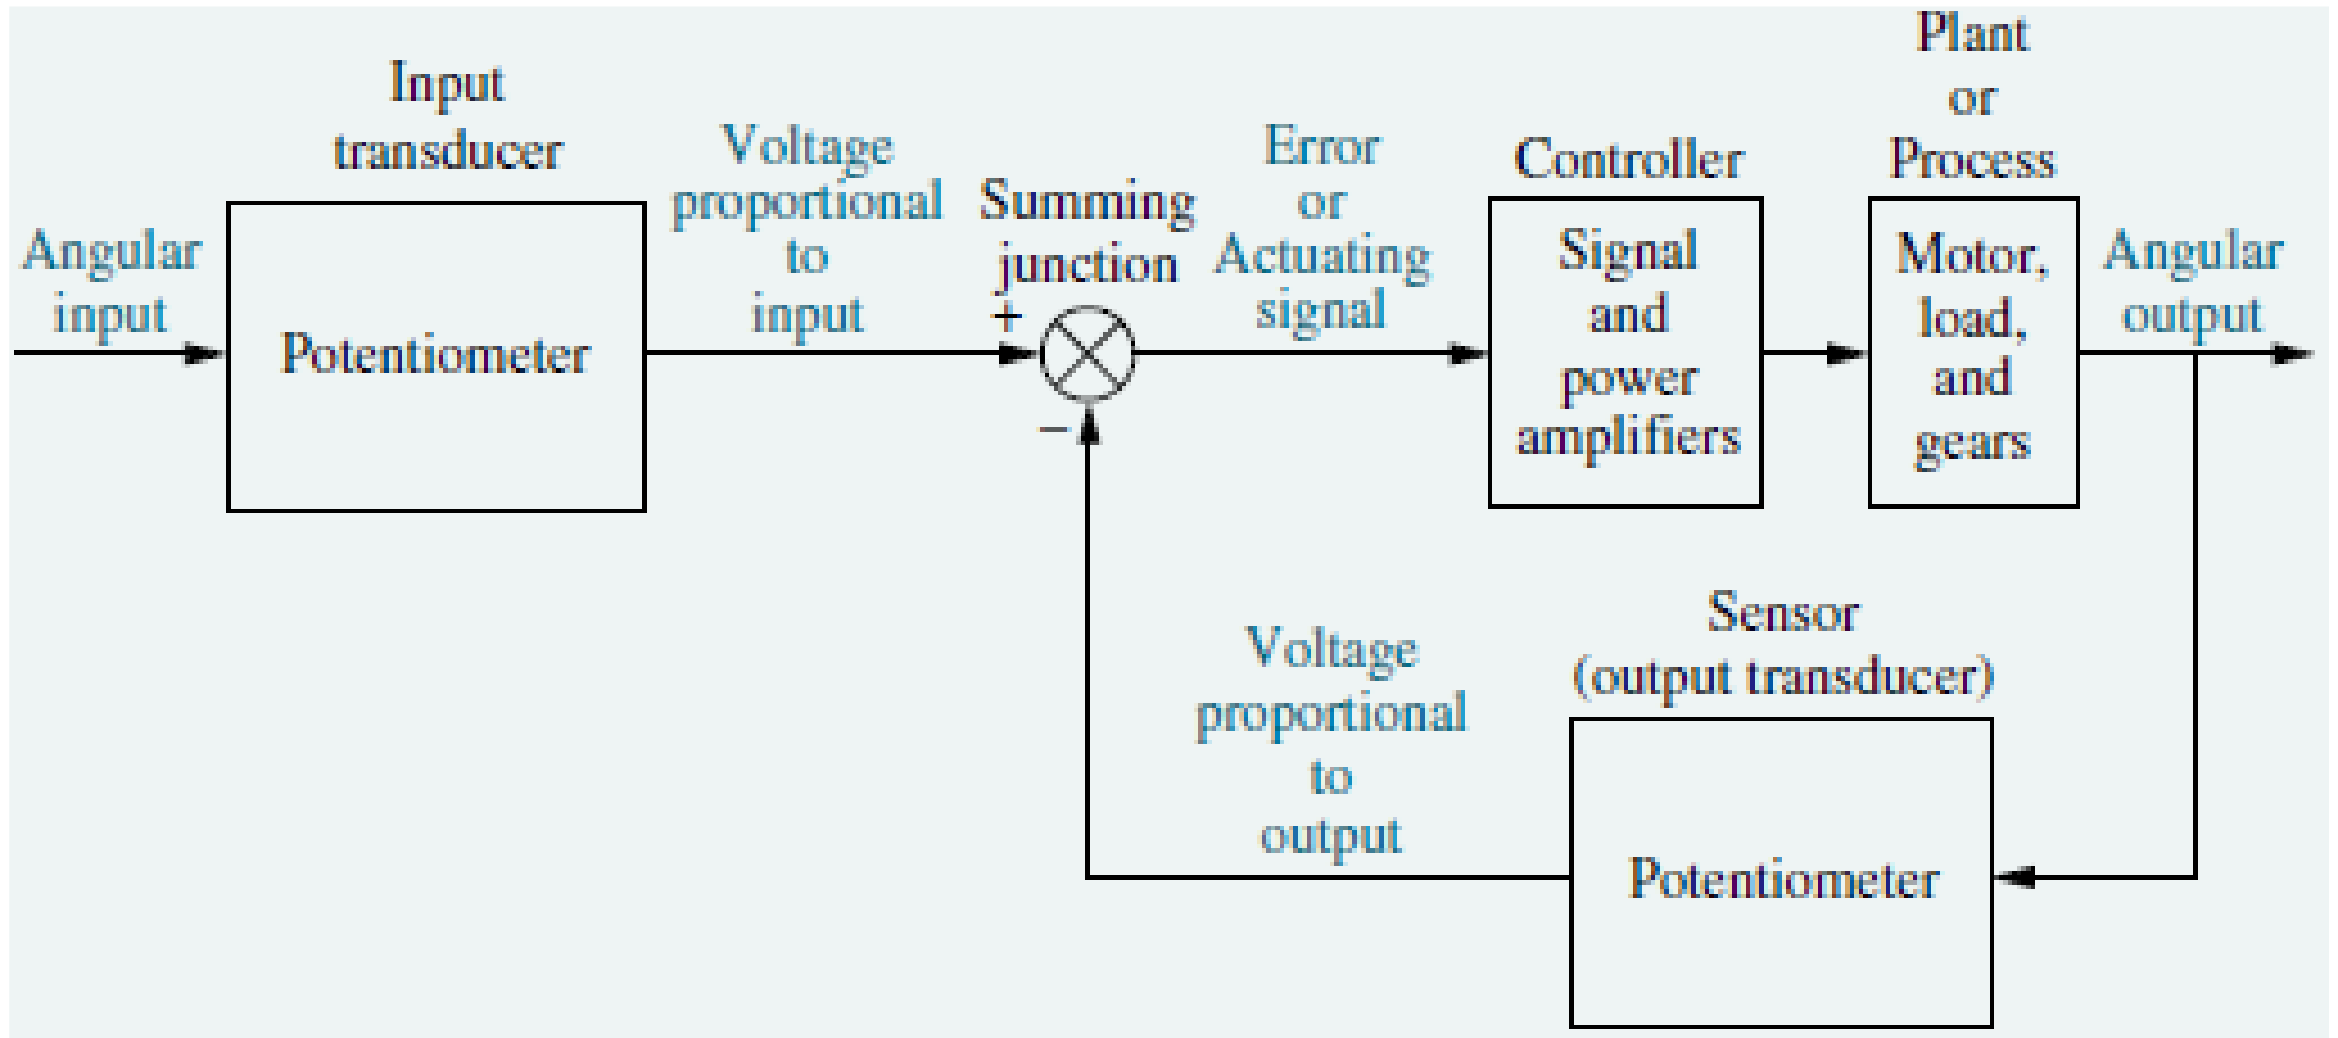 Input
transducer
Angular
input
Potentiometer
Voltage
proportional
to
input
Summing
junction
+
−
Error
or
Actuating
signal
Controller
Signal
and
power
amplifiers
Plant
or
Process
Motor,
load,
and
gears
Angular
output
Sensor
(output transducer)
Potentiometer
Voltage
proportional
to
output